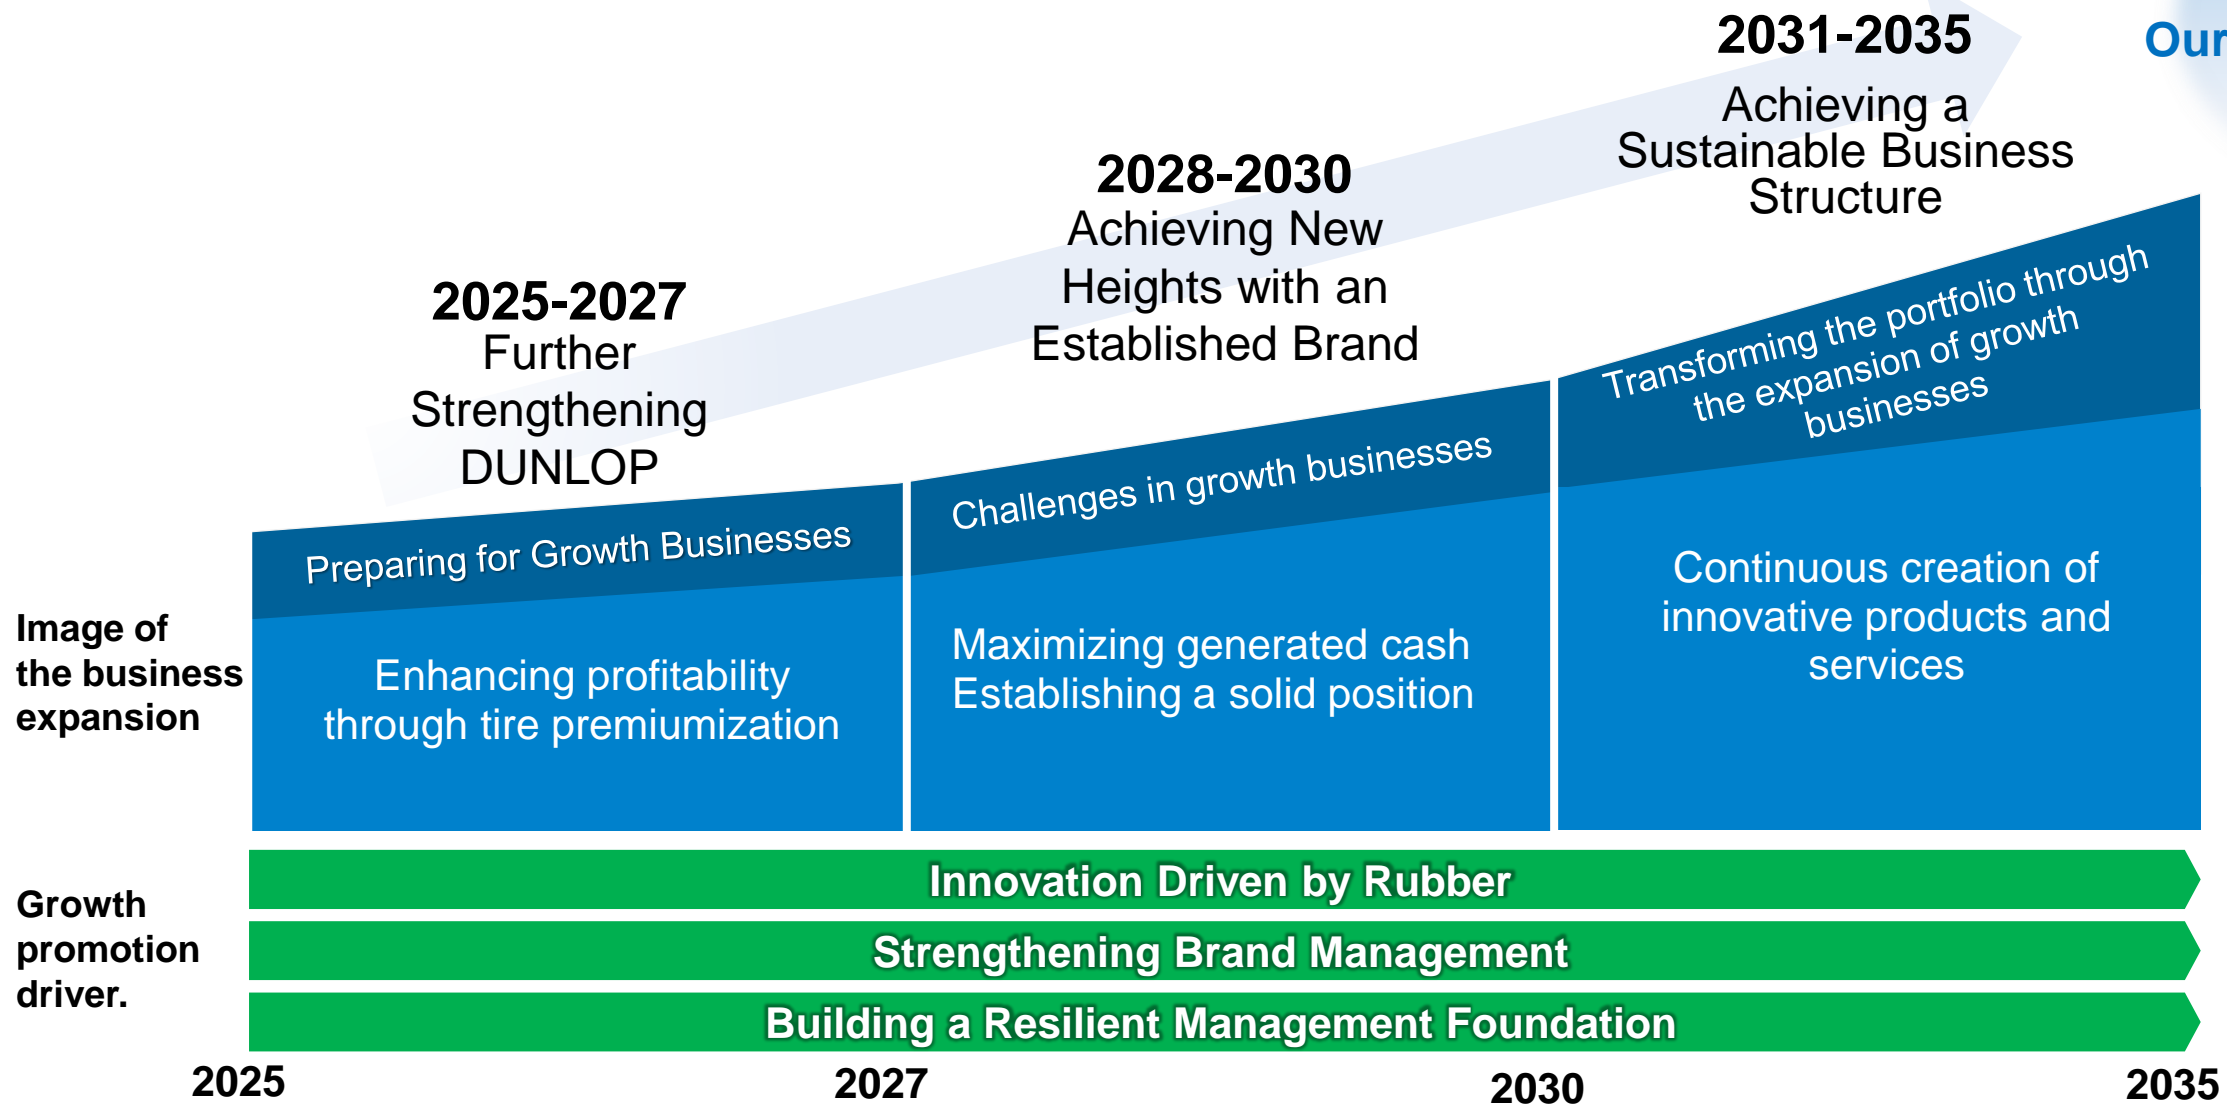 2031-2035
Achieving a
Sustainable Business
Structure
Our
2028-2030
Achieving New
Heights with an
Established Brand
2025-2027
Further
Strengthening
DUNLOP
Preparing for Growth Businesses
Challenges in growth businesses
Transforming the portfolio through
the expansion of growth
businesses
Image of
the business
expansion
Enhancing profitability
through tire premiumization
Maximizing generated cash
Establishing a solid position
Continuous creation of
innovative products and
services
Growth
promotion
driver.
Innovation Driven by Rubber
Strengthening Brand Management
Building a Resilient Management Foundation
2025
2027
2030
2035